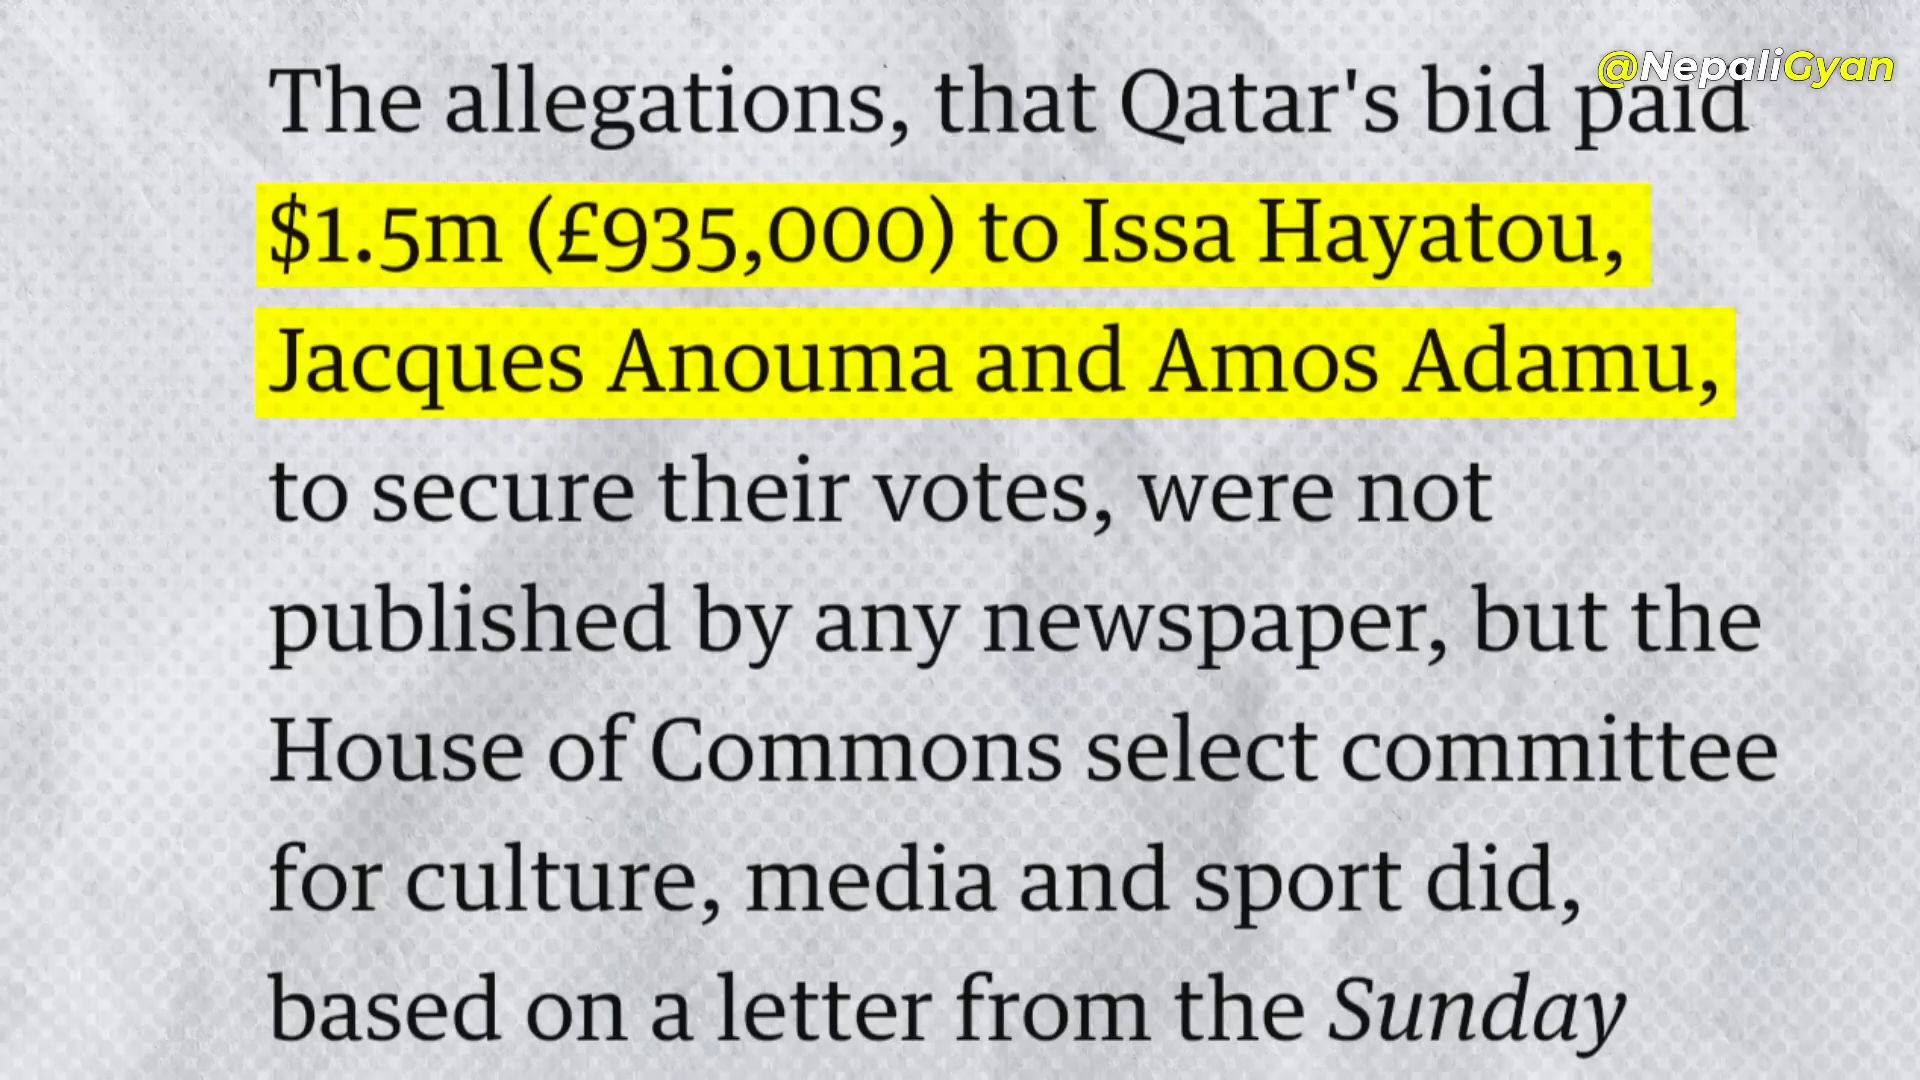 @NepaliGyan
The allegations, that Qatar's bid paid
$1.5m (£935,000) to Issa Hayatou,
Jacques Anouma and Amos Adamu,
to secure their votes, were not
published by any newspaper, but the
House of Commons select committee
for culture, media and sport did,
based on a letter from the Sunday